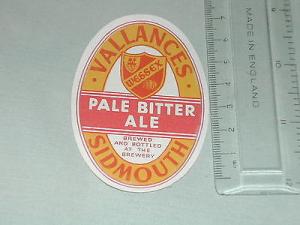 VALLANCES
WESSEX
PALE BITTER
ALE
BREWED
AND BOTTLED
AT THE
BREWERY
SIDMOUTH
MADE IN ENGLAND